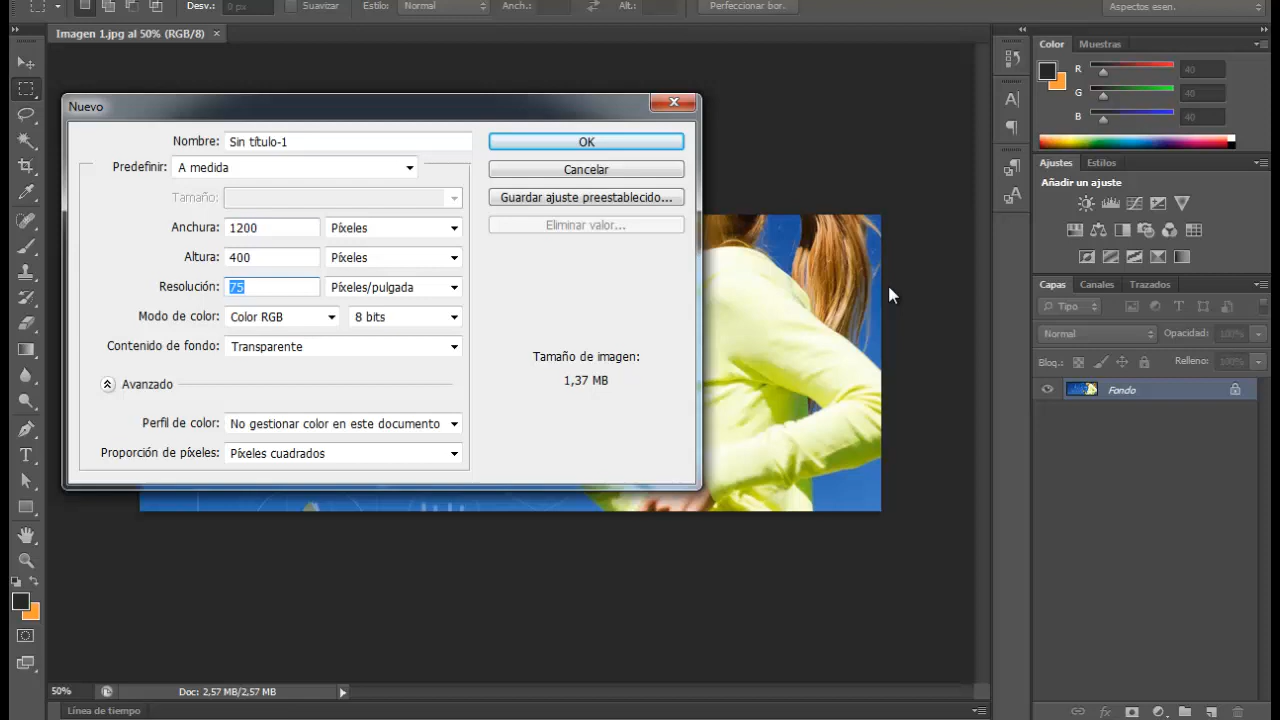 Desv.: 0 px Suavizar Estilo: Normal Anch.: Alt.: Perfeccionar bor... Aspectos esen.
Imagen 1.jpg al 50% (RGB/8) ×
Nuevo
Nombre: Sin título-1
Predefinir: A medida
Tamaño:
Anchura: 1200 Píxeles
Altura: 400 Píxeles
Resolución: 75 Píxeles/pulgada
Modo de color: Color RGB 8 bits
Contenido de fondo: Transparente
Avanzado
Perfil de color: No gestionar color en este documento
Proporción de píxeles: Píxeles cuadrados
OK
Cancelar
Guardar ajuste preestablecido...
Eliminar valor...
Tamaño de imagen:
1,37 MB
Color Muestras
R 40
G 40
B 40
Ajustes Estilos
Añadir un ajuste
Capas Canales Trazados
Tipo
Normal Opacidad: 100%
Bloq.: Relleno: 100%
Fondo
50% Doc: 2,57 MB/2,57 MB
Línea de tiempo